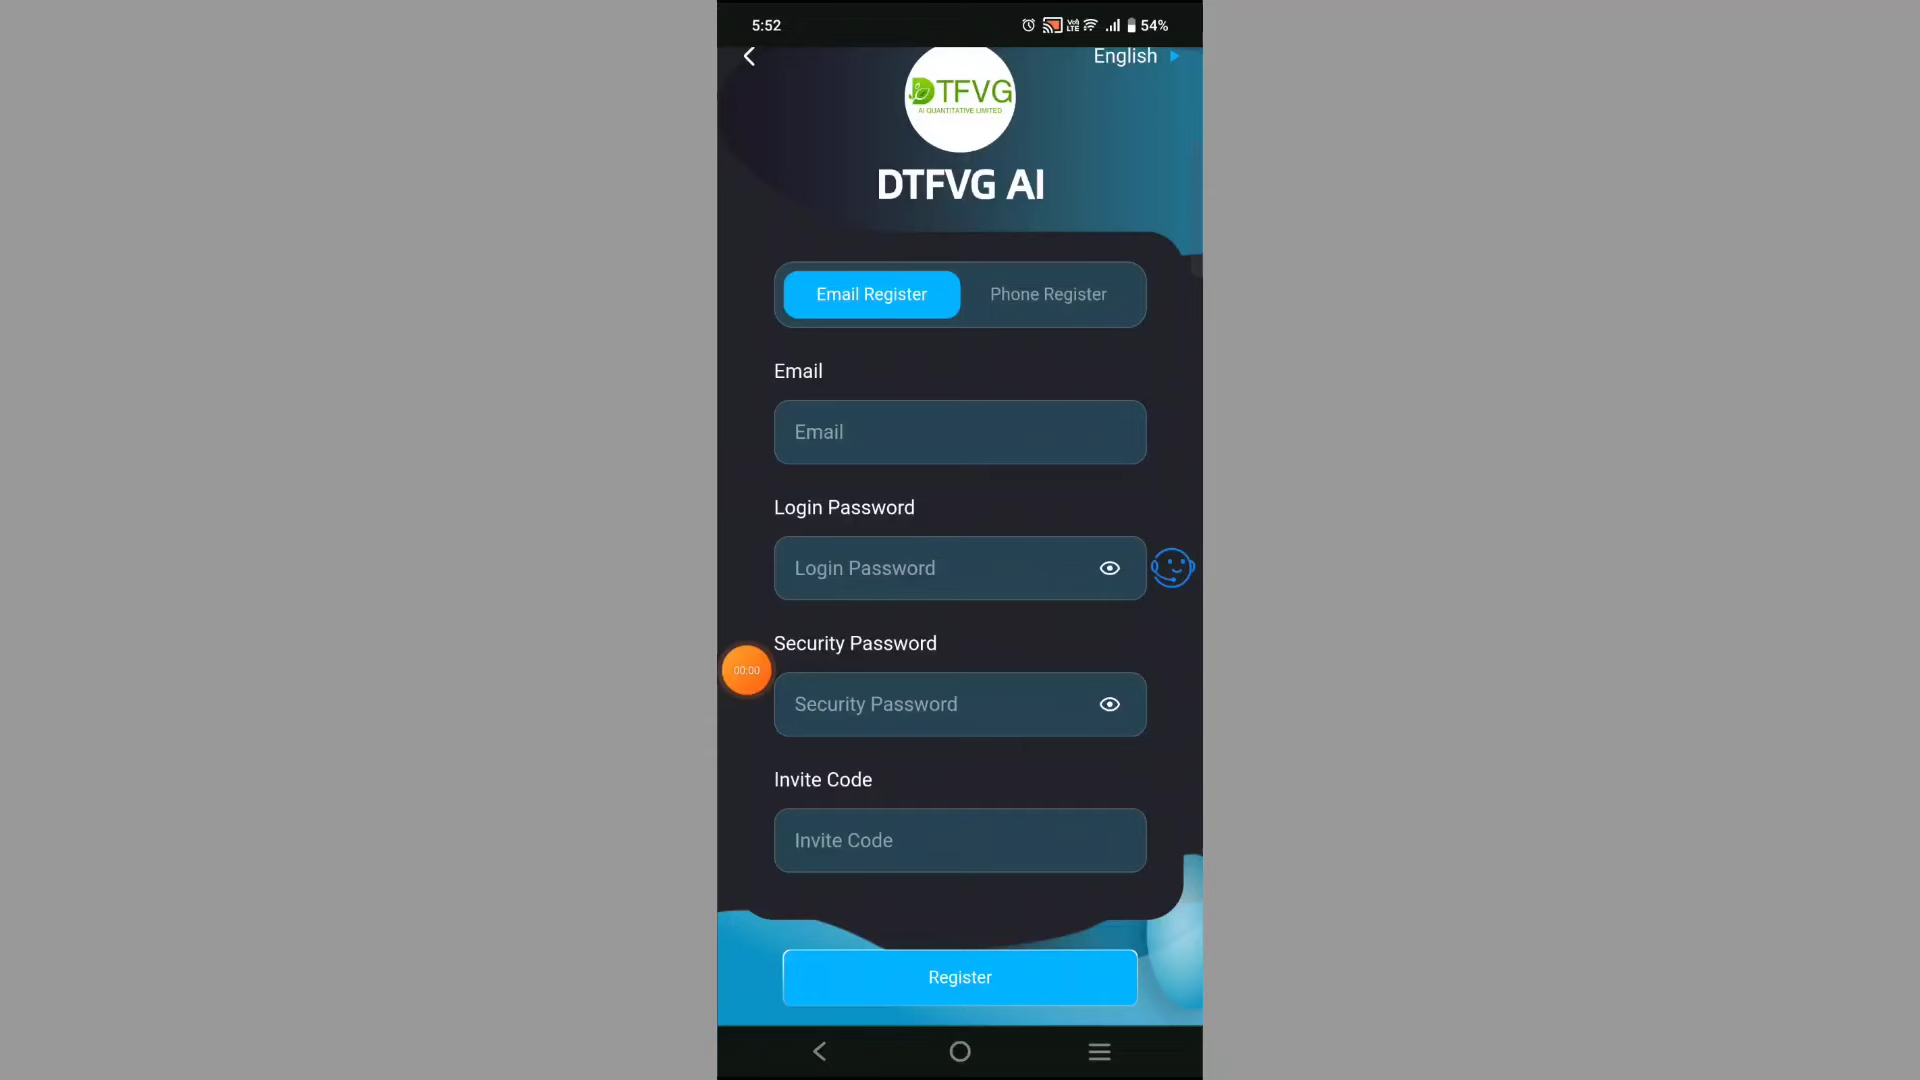 5:52
VoLTE
54%
English
DTFVG
AI QUANTITATIVE LIMITED
DTFVG AI
Email Register
Phone Register
Email
Email
Login Password
Login Password
Security Password
00:00
Security Password
Invite Code
Invite Code
Register